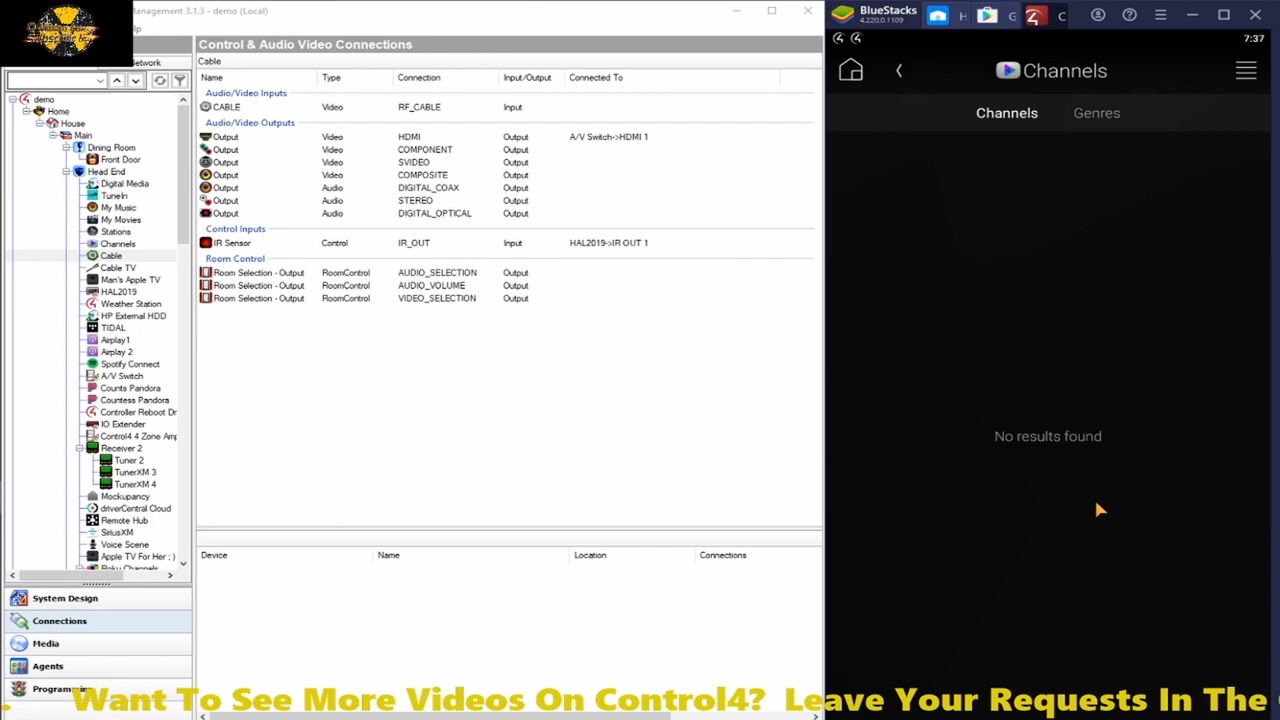 Management 3.1.3 - demo (Local)
Control & Audio Video Connections
Cable
Name Type Connection Input/Output Connected To
Audio/Video Inputs
CABLE Video RF_CABLE Input
Audio/Video Outputs
Output Video HDMI Output A/V Switch->HDMI 1
Output Video COMPONENT Output
Output Video SVIDEO Output
Output Video COMPOSITE Output
Output Audio DIGITAL_COAX Output
Output Audio STEREO Output
Output Audio DIGITAL_OPTICAL Output
Control Inputs
IR Sensor Control IR_OUT Input HAL2019->IR OUT 1
Room Control
Room Selection - Output RoomControl AUDIO_SELECTION Output
Room Selection - Output RoomControl AUDIO_VOLUME Output
Room Selection - Output RoomControl VIDEO_SELECTION Output
Device Name Location Connections
demo
Home
House
Main
Dining Room
Front Door
Head End
Digital Media
TuneIn
My Music
My Movies
Stations
Channels
Cable
Cable TV
Man's Apple TV
HAL2019
Weather Station
HP External HDD
TIDAL
Airplay1
Airplay 2
Spotify Connect
A/V Switch
Counts Pandora
Countess Pandora
Controller Reboot Dr
IO Extender
Control4 4 Zone Amp
Receiver 2
Tuner 2
TunerXM 3
TunerXM 4
Mockupancy
driverCentral Cloud
Remote Hub
SiriusXM
Voice Scene
Apple TV For Her ; )
Roku Channels
System Design
Connections
Media
Agents
BlueStacks
4.220.0.1109
H
G
C
7:37
Channels
Channels Genres
No results found
Want To See More Videos On Control4? Leave Your Requests In The